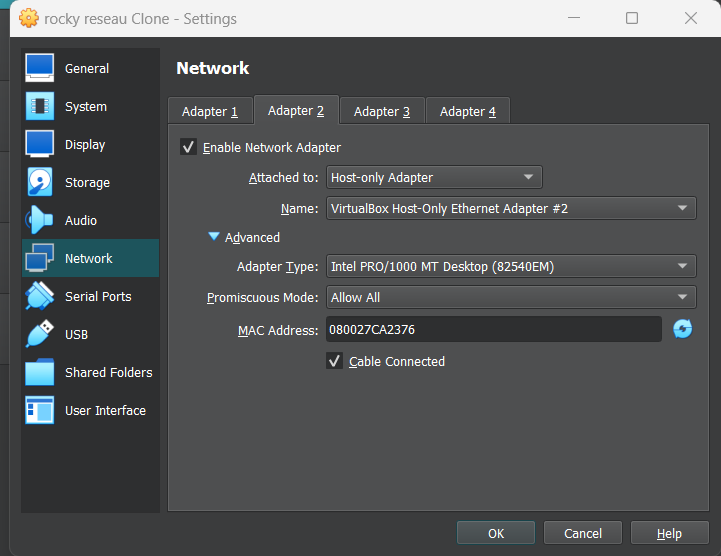 rocky reseau Clone - Settings
General
System
Display
Storage
Audio
Network
Serial Ports
USB
Shared Folders
User Interface
Network
Adapter 1
Adapter 2
Adapter 3
Adapter 4
Enable Network Adapter
Attached to: Host-only Adapter
Name: VirtualBox Host-Only Ethernet Adapter #2
Advanced
Adapter Type: Intel PRO/1000 MT Desktop (82540EM)
Promiscuous Mode: Allow All
MAC Address: 080027CA2376
Cable Connected
OK
Cancel
Help